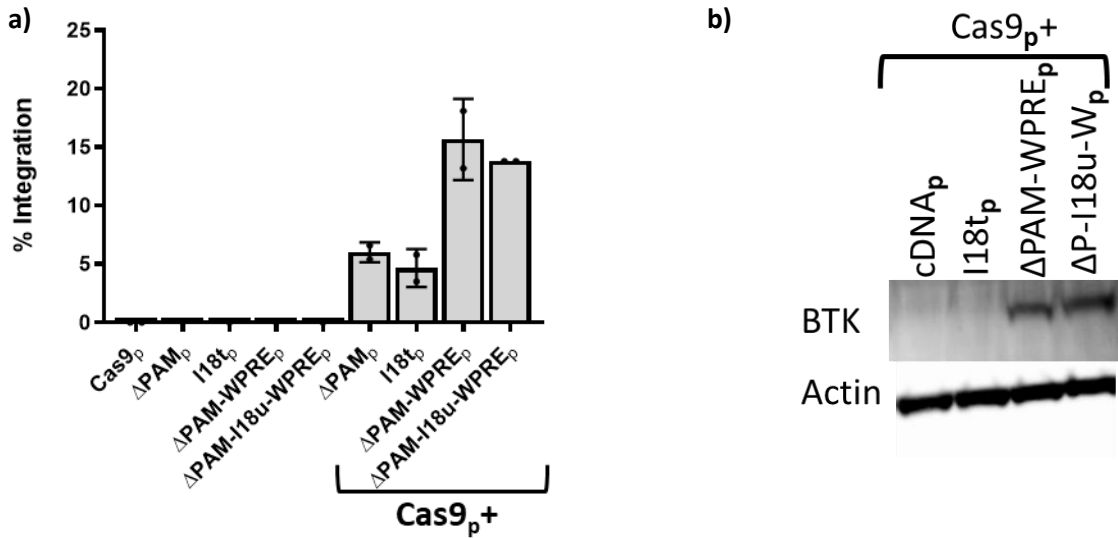 a)
25
20
15
10
5
0
% Integration
Cas9p
ΔPAMp
I18tp
ΔPAM-WPREp
ΔPAM-I18u-WPREp
ΔPAMp
I18tp
ΔPAM-WPREp
ΔPAM-I18u-WPREp
Cas9p+
b)
Cas9p+
cDNAp
I18tp
ΔPAM-WPREp
ΔP-I18u-Wp
BTK
Actin